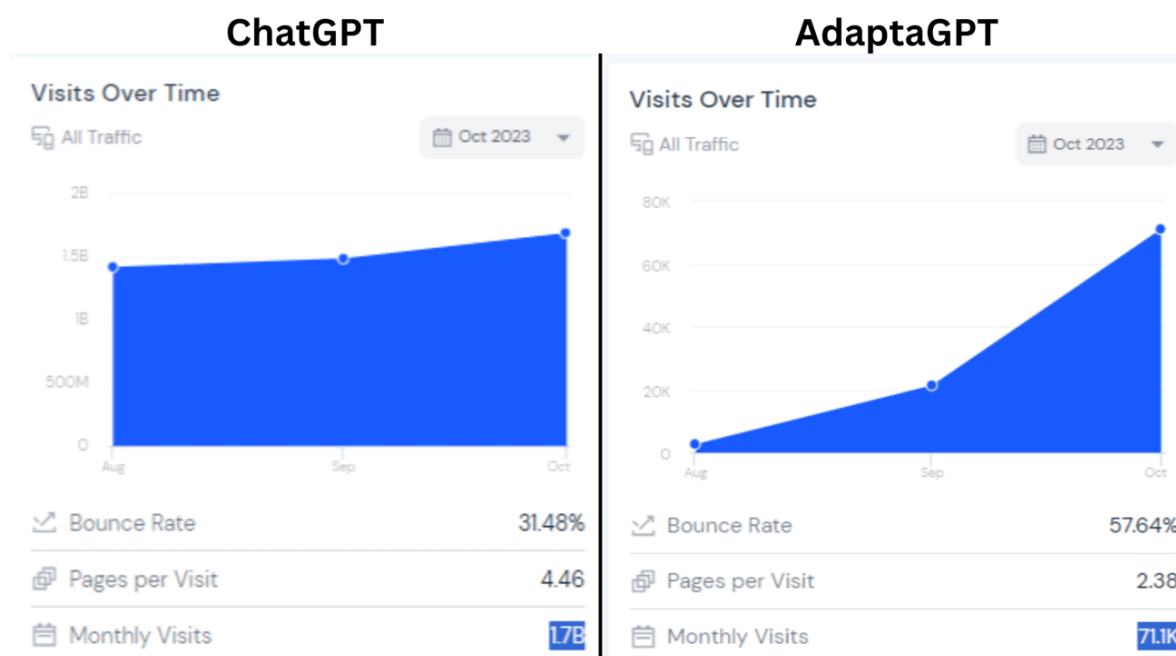 ChatGPT
Visits Over Time
All Traffic
Oct 2023
2B
1.5B
1B
500M
0
Aug Sep Oct
Bounce Rate 31.48%
Pages per Visit 4.46
Monthly Visits 1.7B
AdaptaGPT
Visits Over Time
All Traffic
Oct 2023
80K
60K
40K
20K
0
Aug Sep Oct
Bounce Rate 57.64%
Pages per Visit 2.38
Monthly Visits 71.1K